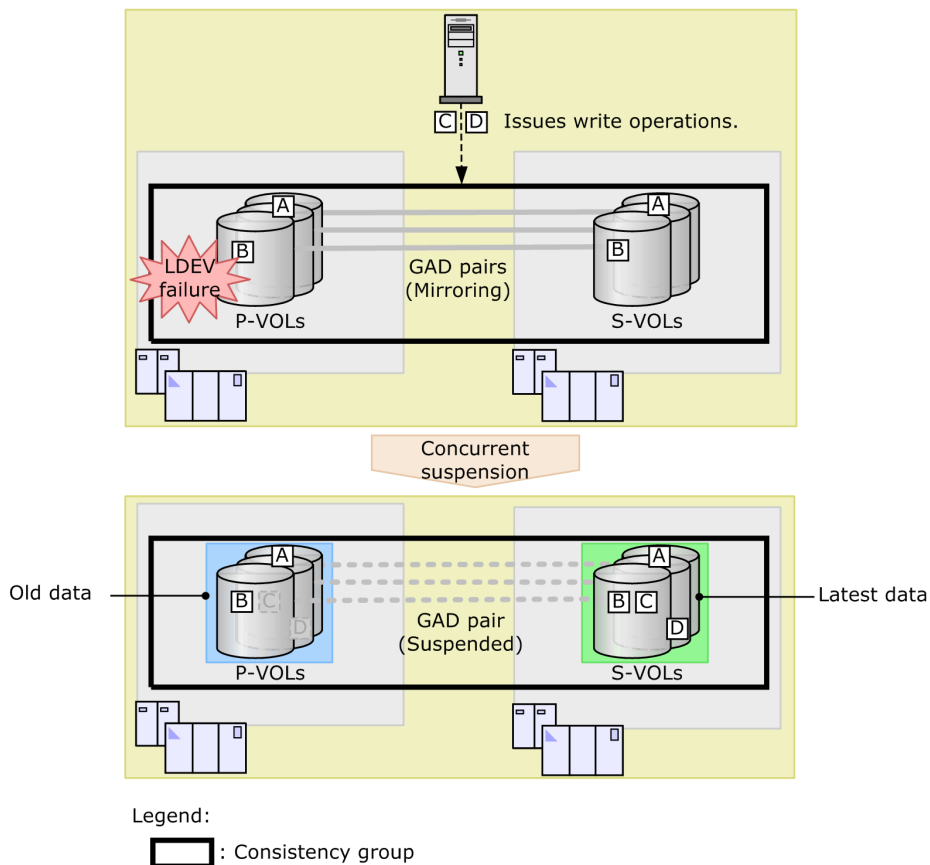 C D Issues write operations.
A A
B B
LDEV
failure
GAD pairs
(Mirroring)
P-VOLs S-VOLs
Concurrent
suspension
A A
Old data B C B C Latest data
D D
GAD pair
(Suspended)
P-VOLs S-VOLs
Legend:
: Consistency group